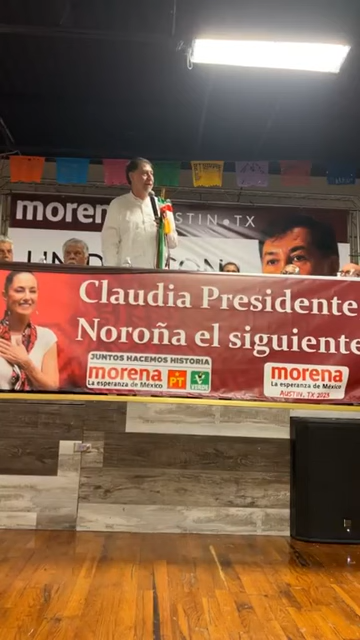 morena
AUSTIN•TX
Claudia Presidente
Noroña el siguiente
JUNTOS HACEMOS HISTORIA
morena
La esperanza de México
PT
VERDE
morena
La esperanza de México
AUSTIN, TX 2023